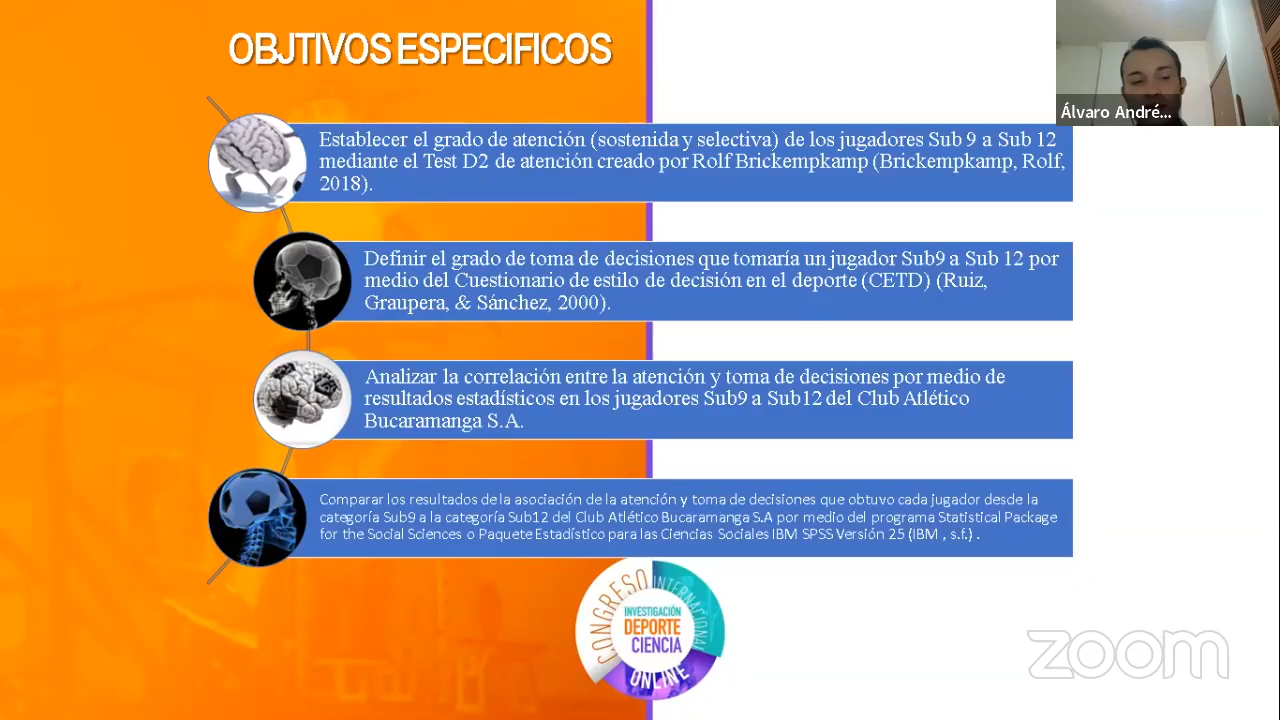 OBJTIVOS ESPECIFICOS
Álvaro André...
Establecer el grado de atención (sostenida y selectiva) de los jugadores Sub 9 a Sub 12
mediante el Test D2 de atención creado por Rolf Brickempkamp (Brickempkamp, Rolf,
2018).
Definir el grado de toma de decisiones que tomaría un jugador Sub9 a Sub 12 por
medio del Cuestionario de estilo de decisión en el deporte (CETD) (Ruiz,
Graupera, & Sánchez, 2000).
Analizar la correlación entre la atención y toma de decisiones por medio de
resultados estadísticos en los jugadores Sub9 a Sub12 del Club Atlético
Bucaramanga S.A.
Comparar los resultados de la asociación de la atención y toma de decisiones que obtuvo cada jugador desde la
categoría Sub9 a la categoría Sub12 del Club Atlético Bucaramanga S.A por medio del programa Statistical Package
for the Social Sciences o Paquete Estadístico para las Ciencias Sociales IBM SPSS Versión 25 (IBM , s.f.) .
CONGRESO INTERNACIONAL
INVESTIGACIÓN
DEPORTE
CIENCIA
ONLINE
zoom